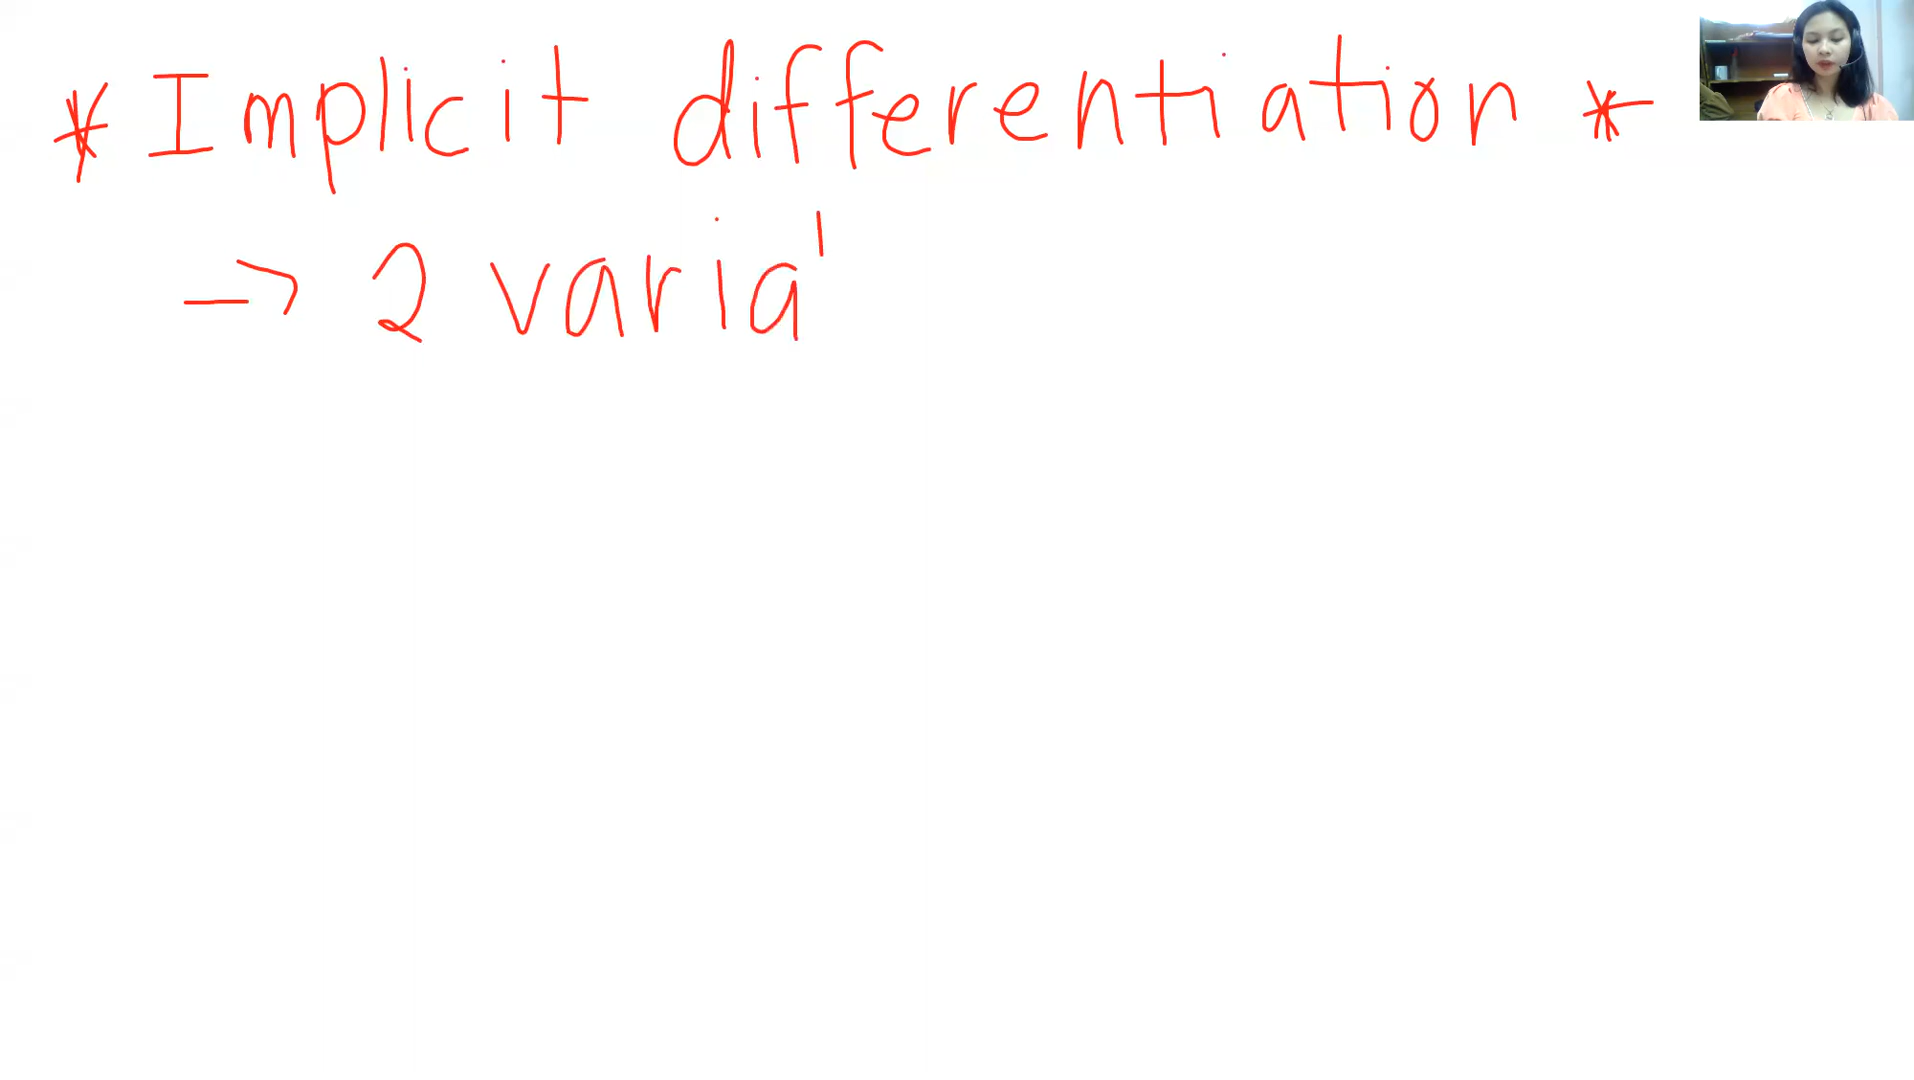 * Implicit differentiation *
→ 2 varia